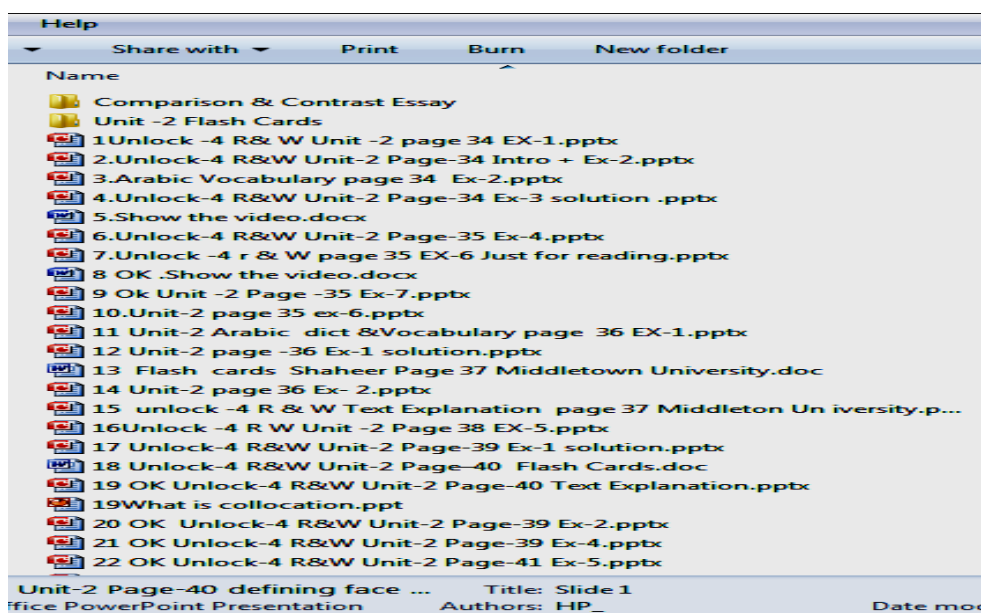 Help
Share with Print Burn New folder
Name
Comparison & Contrast Essay
Unit -2 Flash Cards
1Unlock -4 R& W Unit -2 page 34 EX-1.pptx
2.Unlock-4 R&W Unit-2 Page-34 Intro + Ex-2.pptx
3.Arabic Vocabulary page 34  Ex-2.pptx
4.Unlock-4 R&W Unit-2 Page-34 Ex-3 solution .pptx
5.Show the video.docx
6.Unlock-4 R&W Unit-2 Page-35 Ex-4.pptx
7.Unlock -4 r & W page 35 EX-6 Just for reading.pptx
8 OK .Show the video.docx
9 Ok Unit -2 Page -35 Ex-7.pptx
10.Unit-2 page 35 ex-6.pptx
11 Unit-2 Arabic  dict &Vocabulary page  36 EX-1.pptx
12 Unit-2 page -36 Ex-1 solution.pptx
13  Flash  cards  Shaheer Page 37 Middletown University.doc
14 Unit-2 page 36 Ex- 2.pptx
15  unlock -4 R & W Text Explanation  page 37 Middleton Un iversity.p...
16Unlock -4 R W Unit -2 Page 38 EX-5.pptx
17 Unlock-4 R&W Unit-2 Page-39 Ex-1 solution.pptx
18 Unlock-4 R&W Unit-2 Page–40  Flash Cards.doc
19 OK Unlock-4 R&W Unit-2 Page-40 Text Explanation.pptx
19What is collocation.ppt
20 OK  Unlock-4 R&W Unit-2 Page-39 Ex-2.pptx
21 OK Unlock-4 R&W Unit-2 Page-39 Ex-4.pptx
22 OK Unlock-4 R&W Unit-2 Page-41 Ex-5.pptx
Unit-2 Page-40 defining face ... Title: Slide 1
ffice PowerPoint Presentation Authors: HP_ Date mo